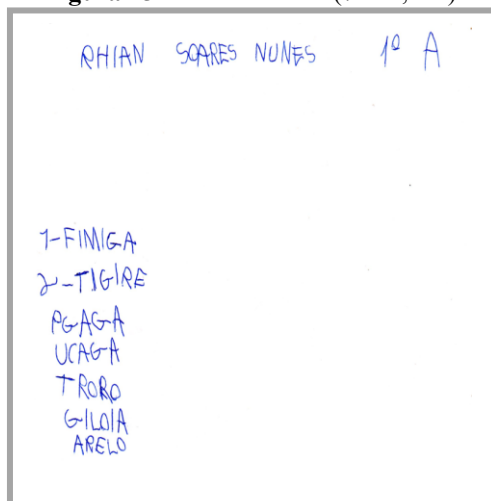 RHIAN SOARES NUNES 1º A
1-FIMIGA
2-TIGIRE
PGAGA
UCAGA
TRORO
GILOIA
ARELO